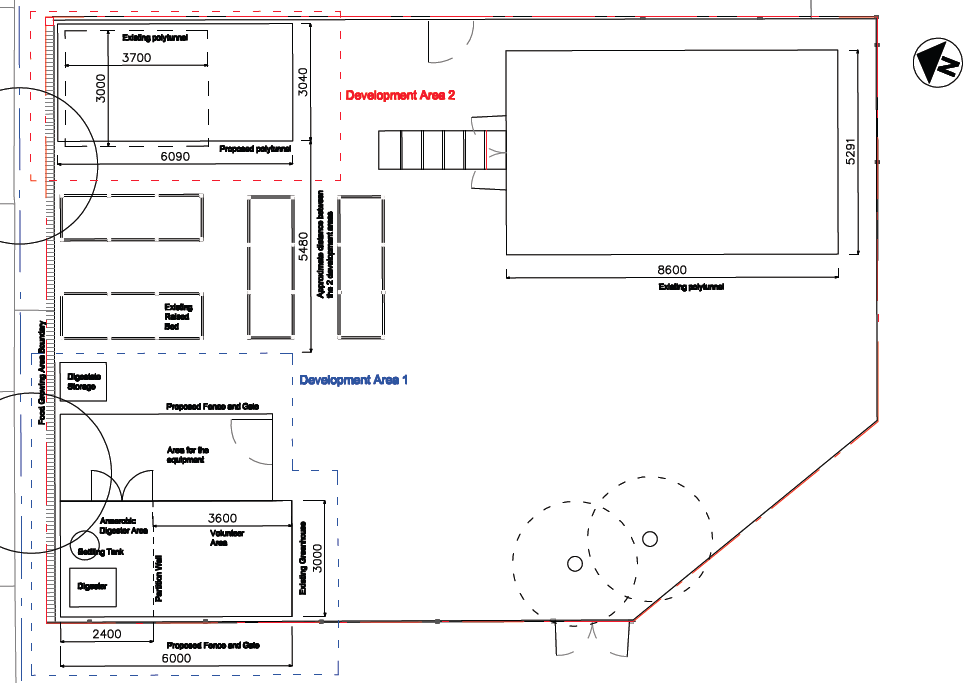 Existing polytunnel
3700
3000
3040
Proposed polytunnel
6090
Development Area 2
N
5291
8600
Existing polytunnel
5480
Approximate distance between
the 2 development areas
Existing
Raised
Bed
Food Growing Area Boundary
Digestate
Storage
Development Area 1
Proposed Fence and Gate
Area for the
equipment
Anaerobic
Digester Area
Settling Tank
Digester
Partition Wall
3600
Volunteer
Area
Existing Greenhouse
3000
2400
Proposed Fence and Gate
6000